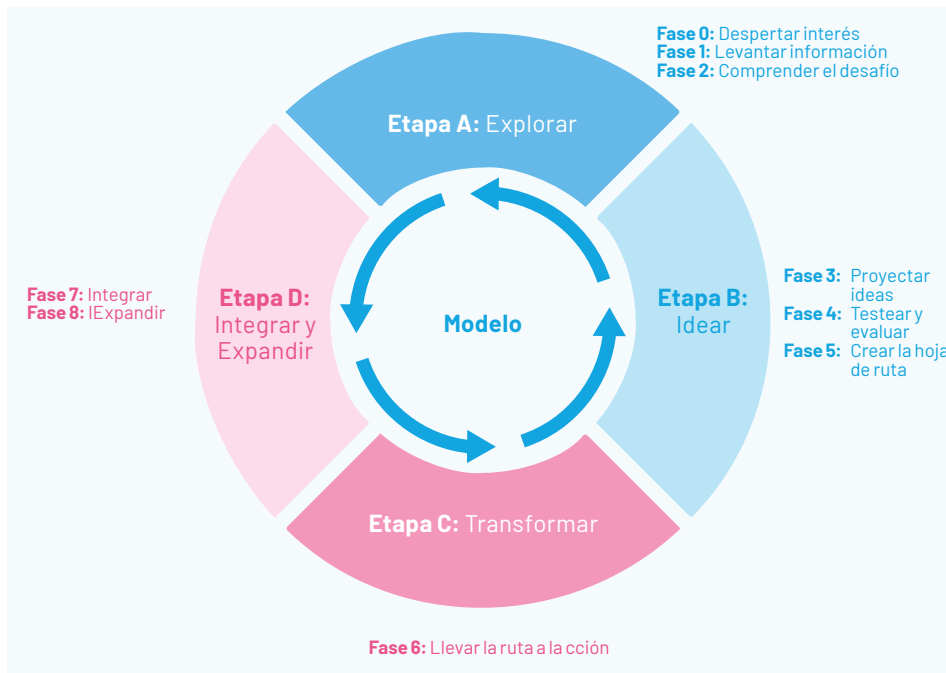 Fase 0: Despertar interés
Fase 1: Levantar información
Fase 2: Comprender el desafío
Etapa A: Explorar
Etapa B:
Idear
Fase 3: Proyectar
ideas
Fase 4: Testear y
evaluar
Fase 5: Crear la hoja
de ruta
Modelo
Etapa C: Transformar
Fase 6: Llevar la ruta a la cción
Etapa D:
Integrar y
Expandir
Fase 7: Integrar
Fase 8: IExpandir